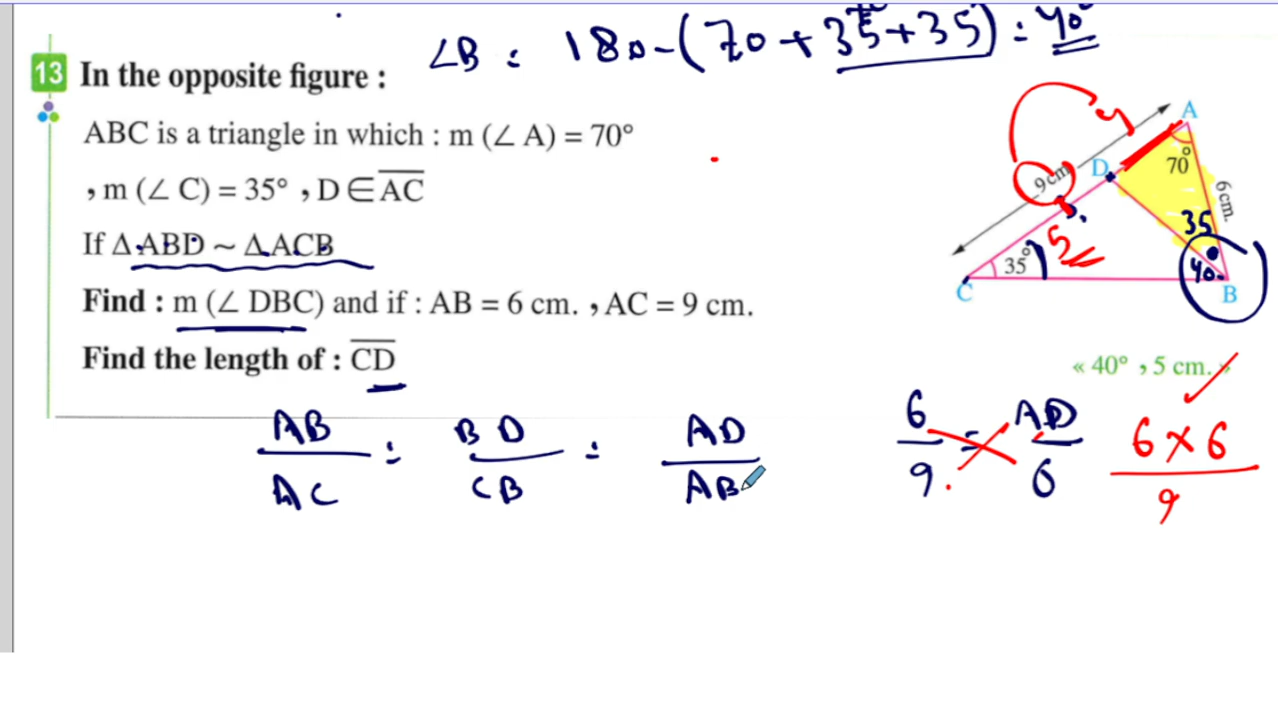 ∠B = 180-(70+35+35) = 40°
13 In the opposite figure :
ABC is a triangle in which : m (∠ A) = 70°
, m (∠ C) = 35° , D ∈ AC
If Δ ABD ~ Δ ACB
Find : m (∠ DBC) and if : AB = 6 cm. , AC = 9 cm.
Find the length of : CD
A
4
70°
D
9 cm
6 cm.
35
5
35°
40
C
B
« 40° , 5 cm. »
AB/AC = BD/CB = AD/AB
6/9 = AD/6
6 × 6
9